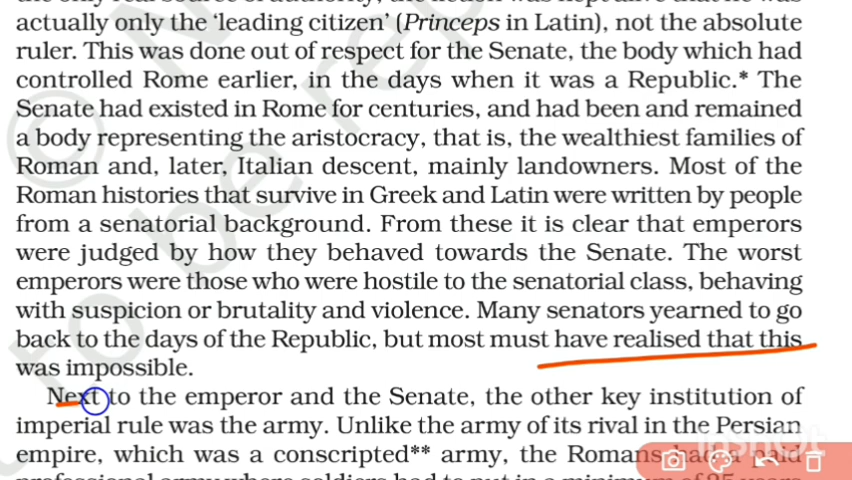 actually only the ‘leading citizen’ (Princeps in Latin), not the absolute
ruler. This was done out of respect for the Senate, the body which had
controlled Rome earlier, in the days when it was a Republic.* The
Senate had existed in Rome for centuries, and had been and remained
a body representing the aristocracy, that is, the wealthiest families of
Roman and, later, Italian descent, mainly landowners. Most of the
Roman histories that survive in Greek and Latin were written by people
from a senatorial background. From these it is clear that emperors
were judged by how they behaved towards the Senate. The worst
emperors were those who were hostile to the senatorial class, behaving
with suspicion or brutality and violence. Many senators yearned to go
back to the days of the Republic, but most must have realised that this
was impossible.
Next to the emperor and the Senate, the other key institution of
imperial rule was the army. Unlike the army of its rival in the Persian
empire, which was a conscripted** army, the Romans had a paid